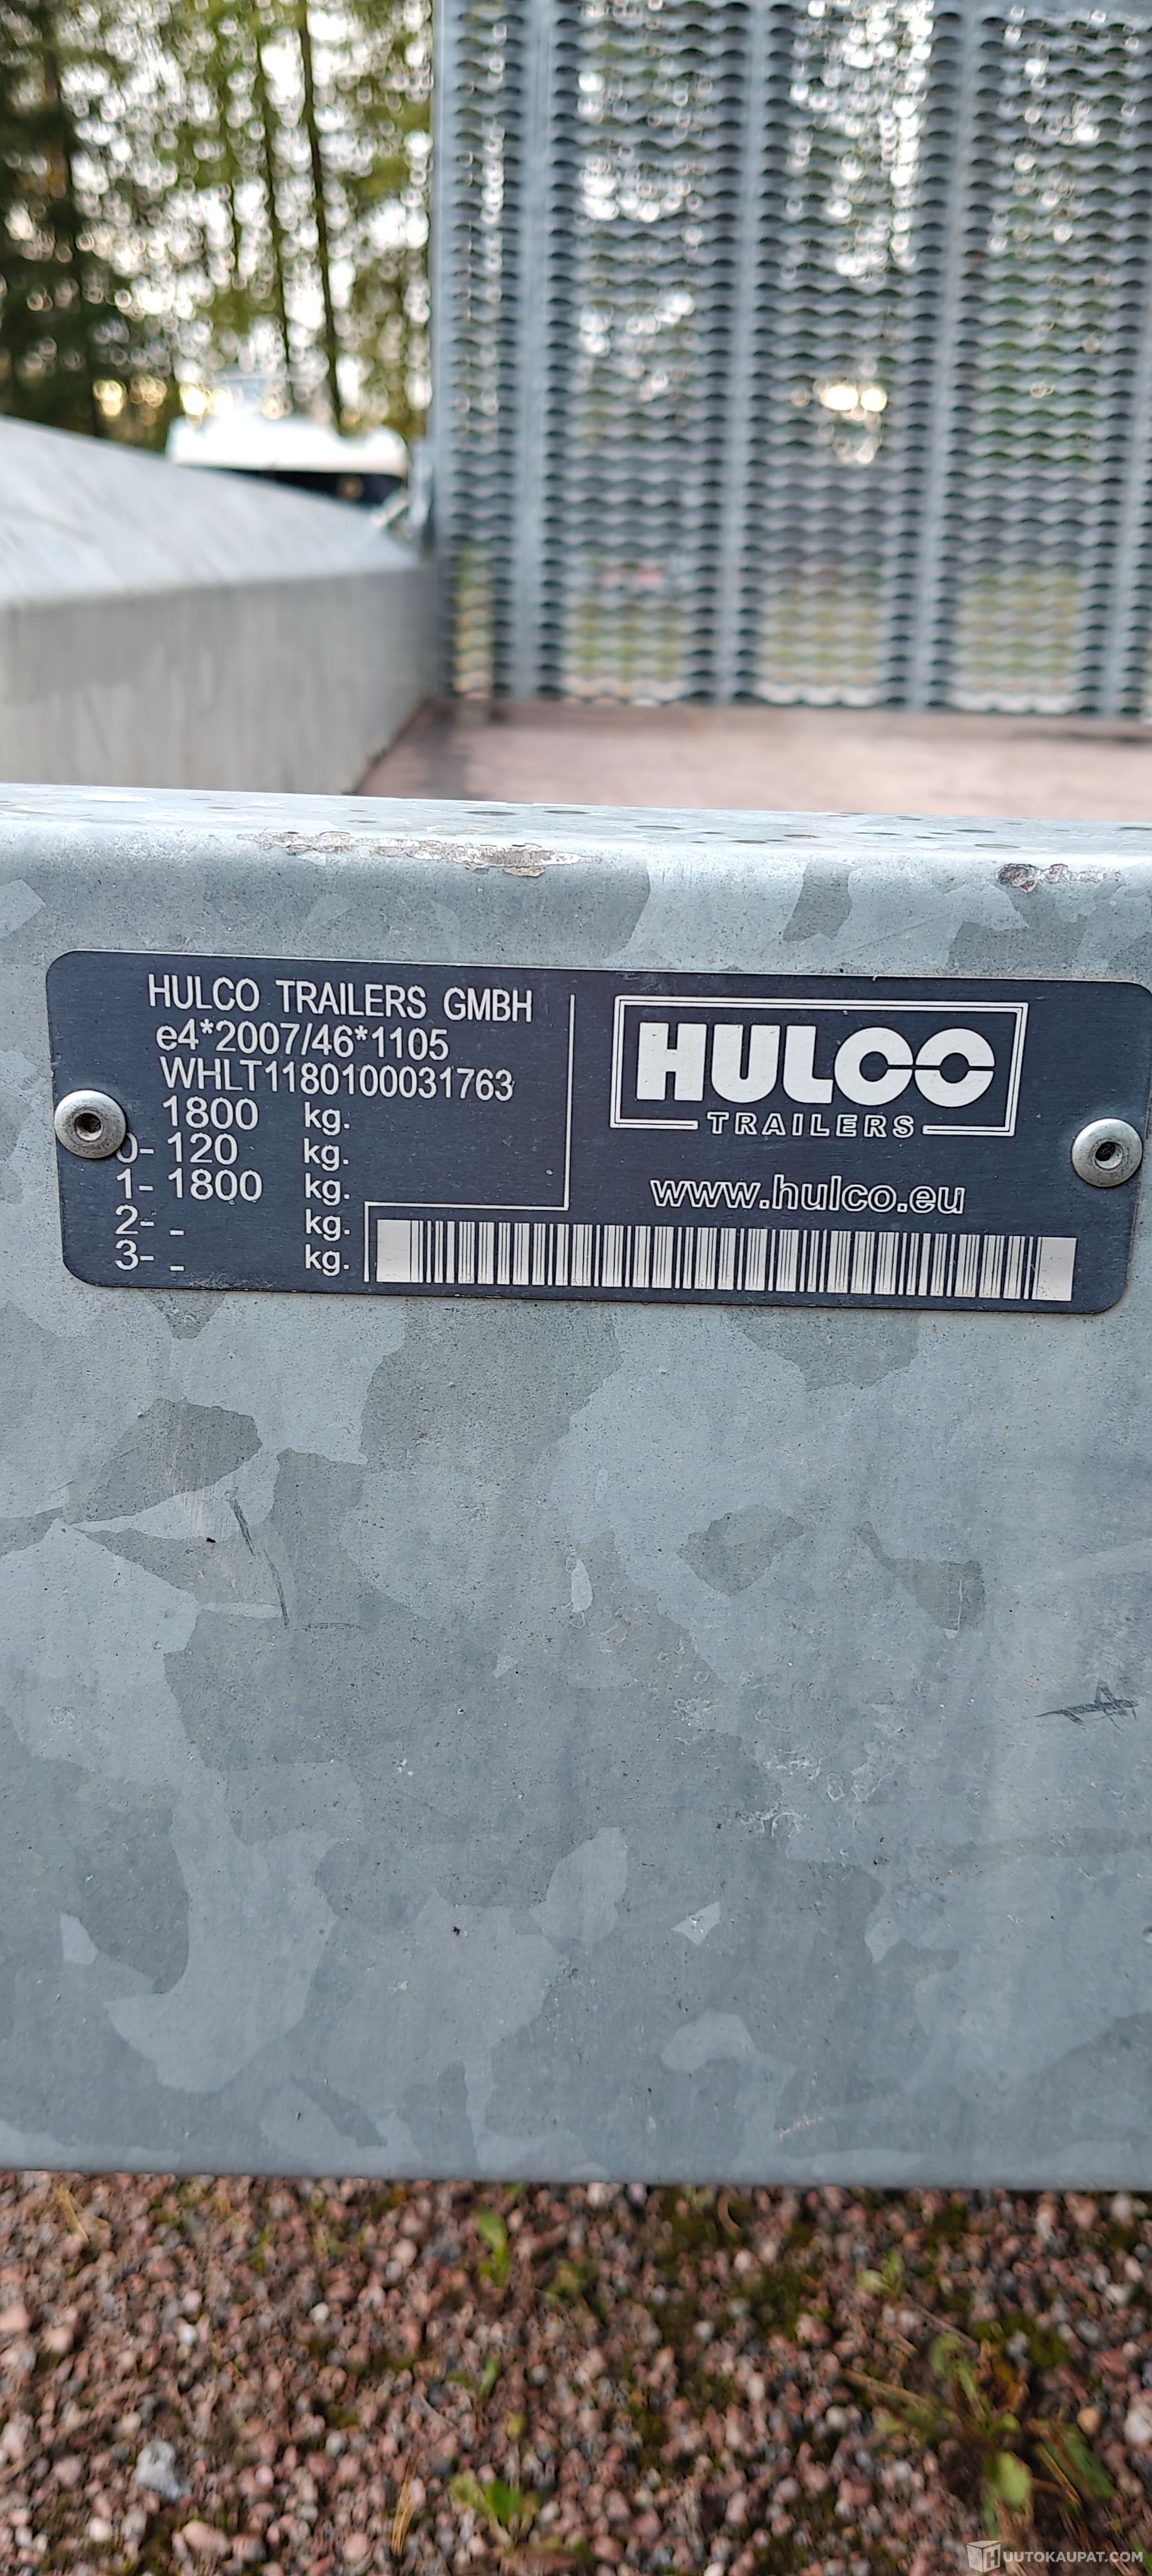 HULCO TRAILERS GMBH
e4*2007/46*1105
WHLT1180100031763
1800 kg.
0- 120 kg.
1- 1800 kg.
2- - kg.
3- - kg.
HULCO
TRAILERS
www.hulco.eu
HUUTOKAUPAT.COM